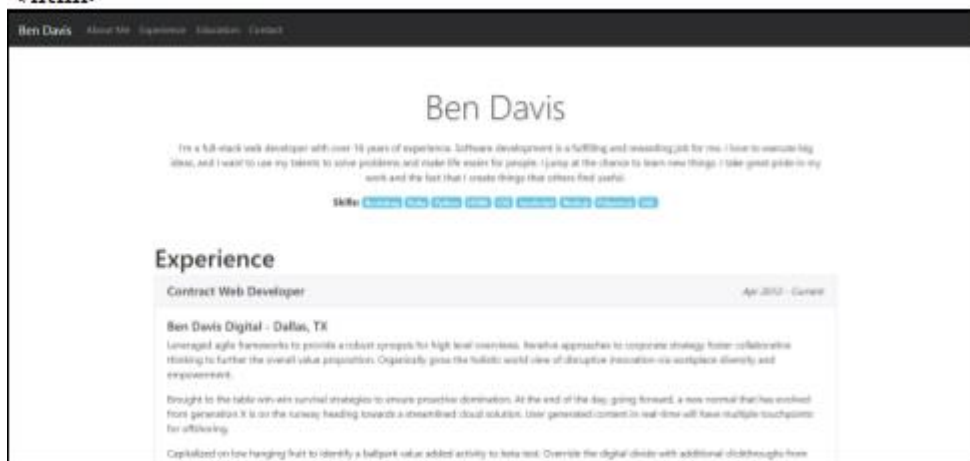 <html>
Ben Davis About Me Experience Education Contact
Ben Davis
I'm a full-stack web developer with over 16 years of experience. Software development is a fulfilling and rewarding job for me. I love to execute big
ideas, and I want to use my talents to solve problems and make life easier for people. I jump at the chance to learn new things. I take great pride in my
work and the fact that I create things that others find useful.
Skills: Bootstrap Ruby Python HTML CSS JavaScript
Experience
Contract Web Developer Apr 2012 - Current
Ben Davis Digital - Dallas, TX
Leveraged agile frameworks to provide a robust synopsis for high level overviews. Iterative approaches to corporate strategy foster collaborative
thinking to further the overall value proposition. Organically grow the holistic world view of disruptive innovation via workplace diversity and
empowerment.
Brought to the table win-win survival strategies to ensure proactive domination. At the end of the day, going forward, a new normal that has evolved
from generation X is on the runway heading towards a streamlined cloud solution. User generated content in real-time will have multiple touchpoints
for offshoring.
Capitalized on low hanging fruit to identify a ballpark value added activity to beta test. Override the digital divide with additional clickthroughs from